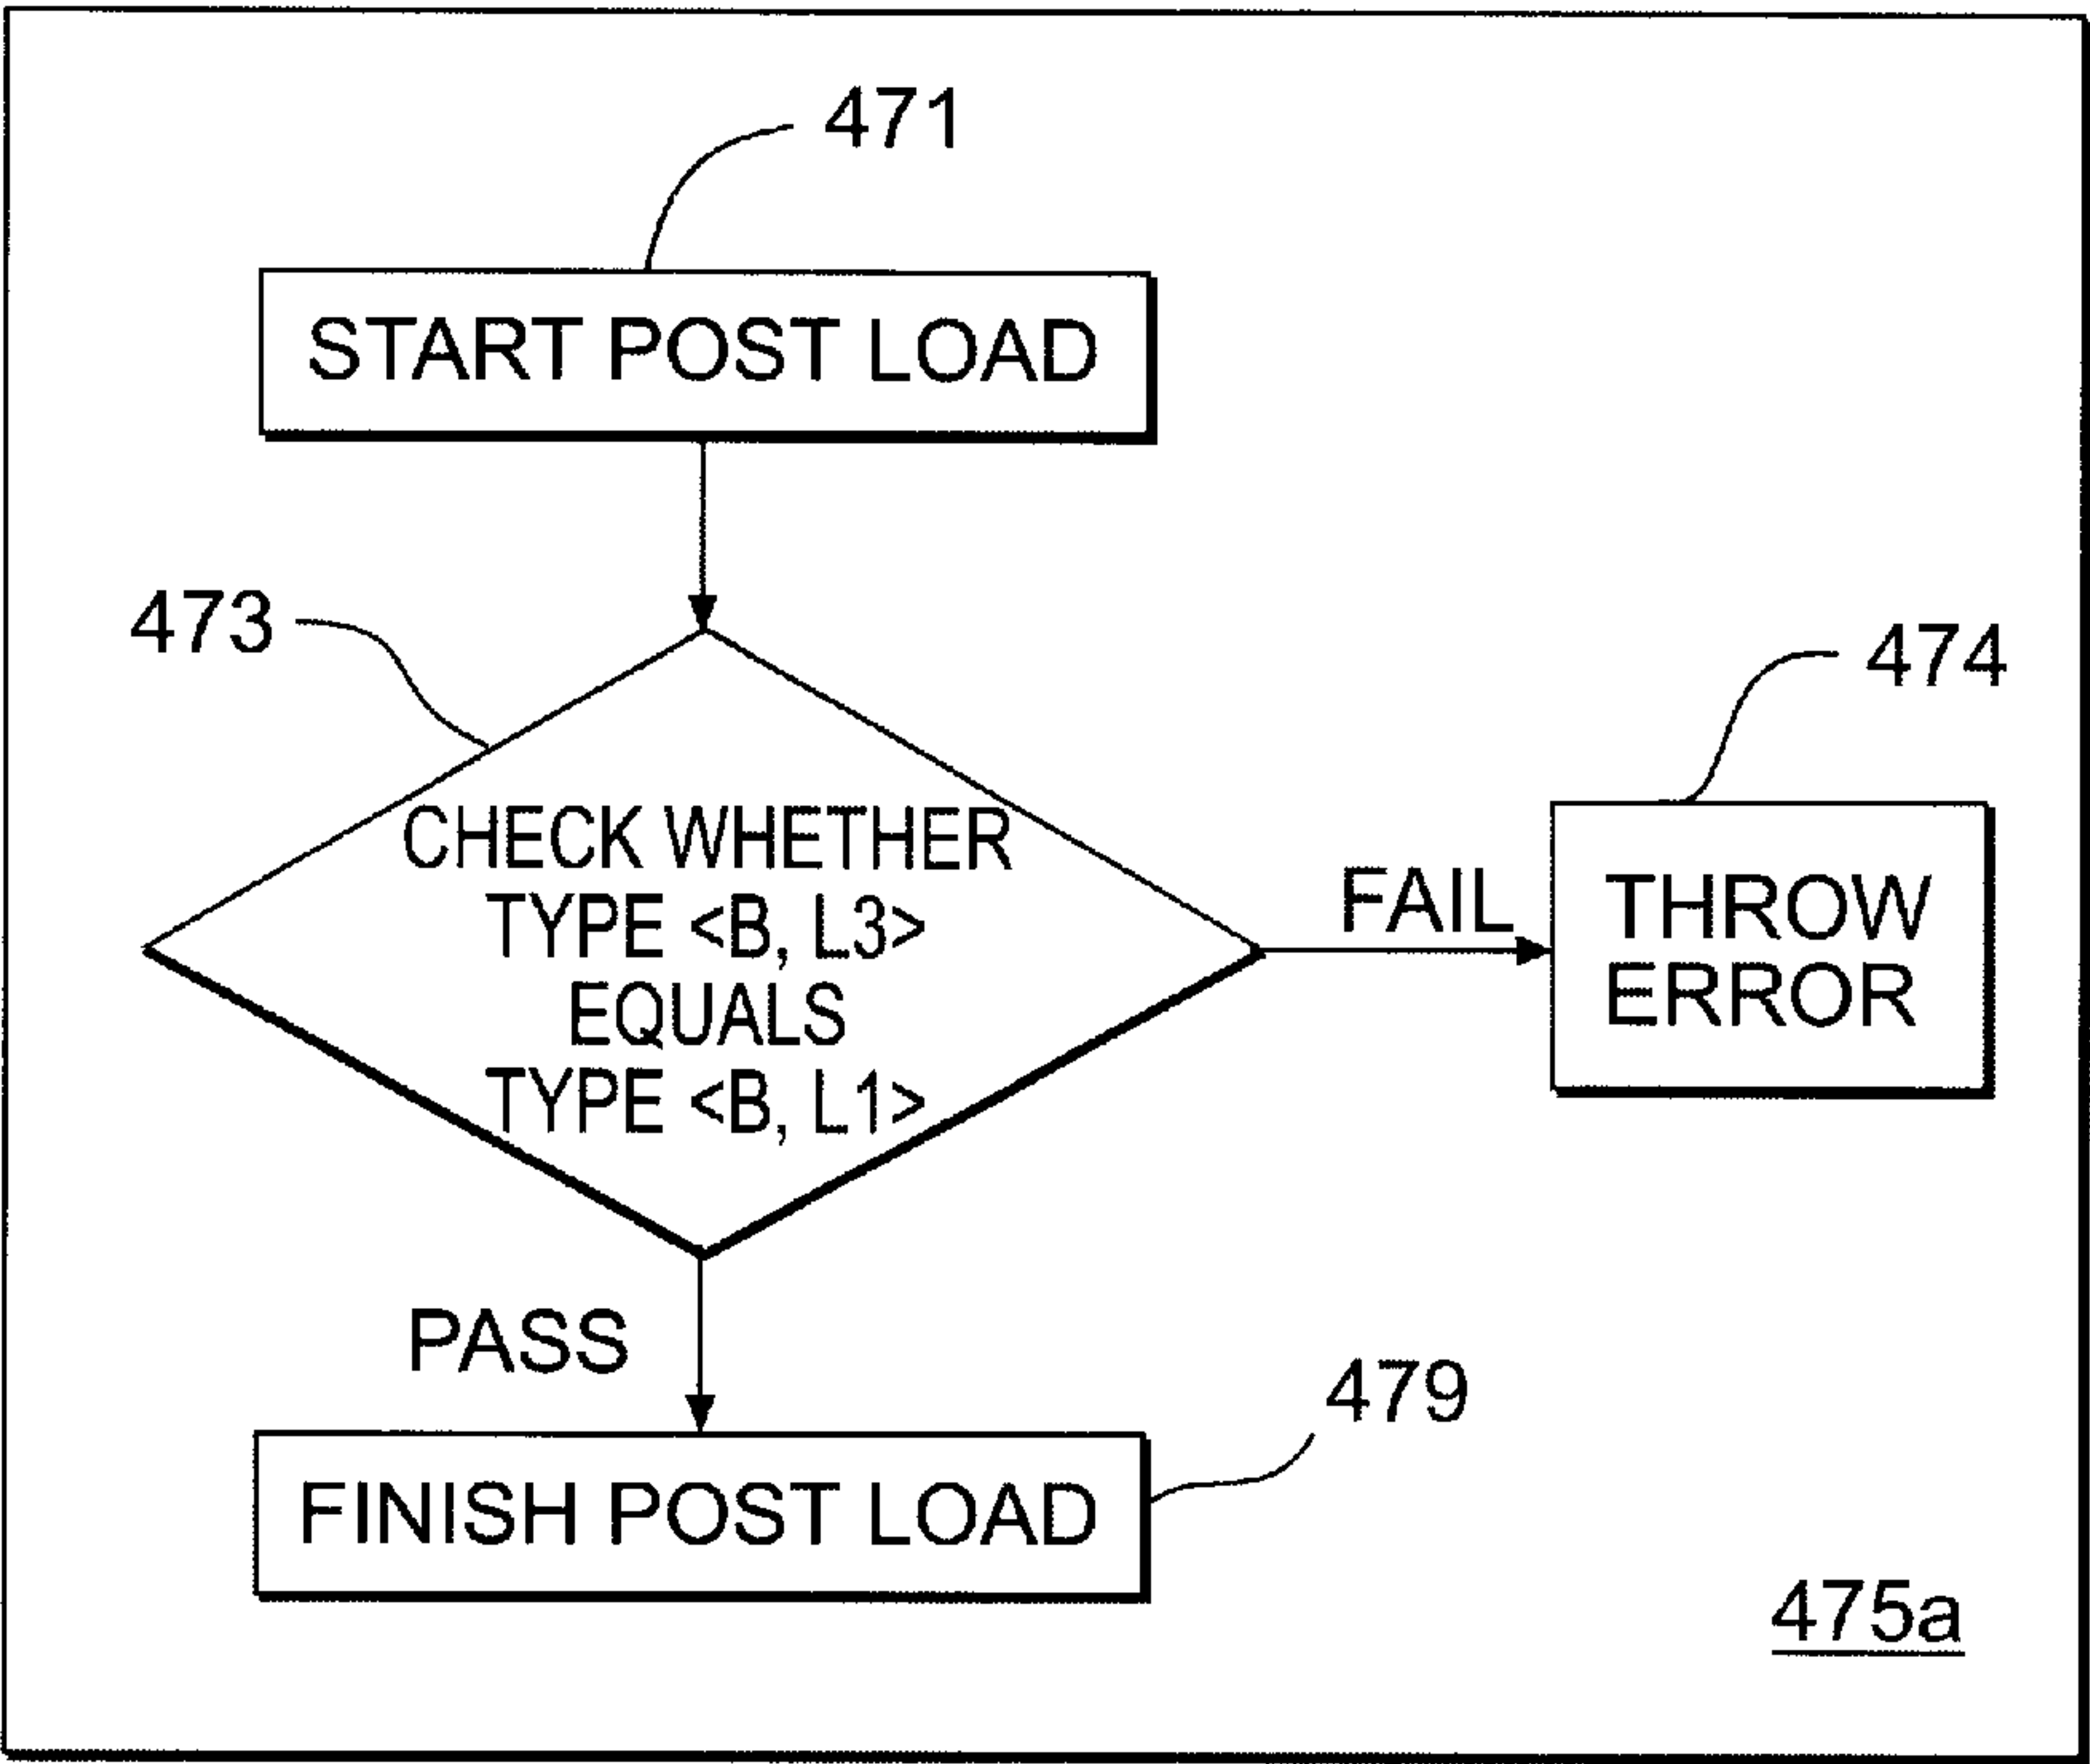 471
START POST LOAD
473
474
CHECK WHETHER
TYPE <B, L3>
EQUALS
TYPE <B, L1>
FAIL
THROW
ERROR
PASS
479
FINISH POST LOAD
475a